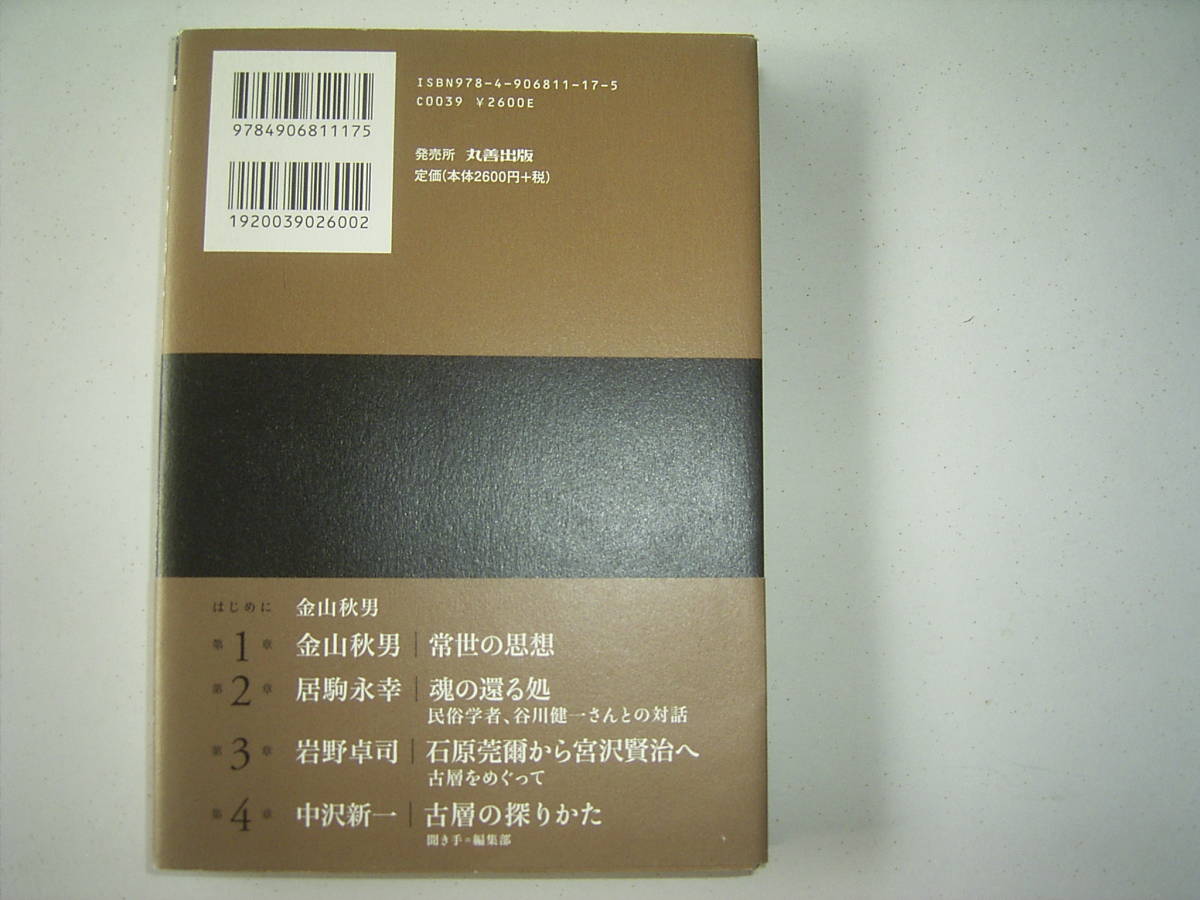 ISBN978-4-906811-17-5
C0039 ¥2600E
9784906811175
発売所 丸善出版
定価(本体2600円+税)
1920039026002
はじめに 金山秋男
第1章 金山秋男｜常世の思想
第2章 居駒永幸｜魂の還る処
民俗学者、谷川健一さんとの対話
第3章 岩野卓司｜石原莞爾から宮沢賢治へ
古層をめぐって
第4章 中沢新一｜古層の探りかた
聞き手=編集部